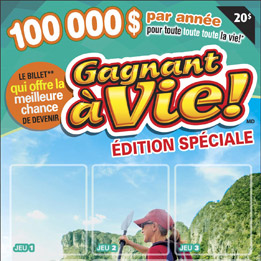 100 000 $ par année
pour toute toute toute la vie!*
20$
LE BILLET**
qui offre la
meilleure
chance
DE DEVENIR
Gagnant
à Vie!
MD
ÉDITION SPÉCIALE
JEU 1
JEU 2
JEU 3